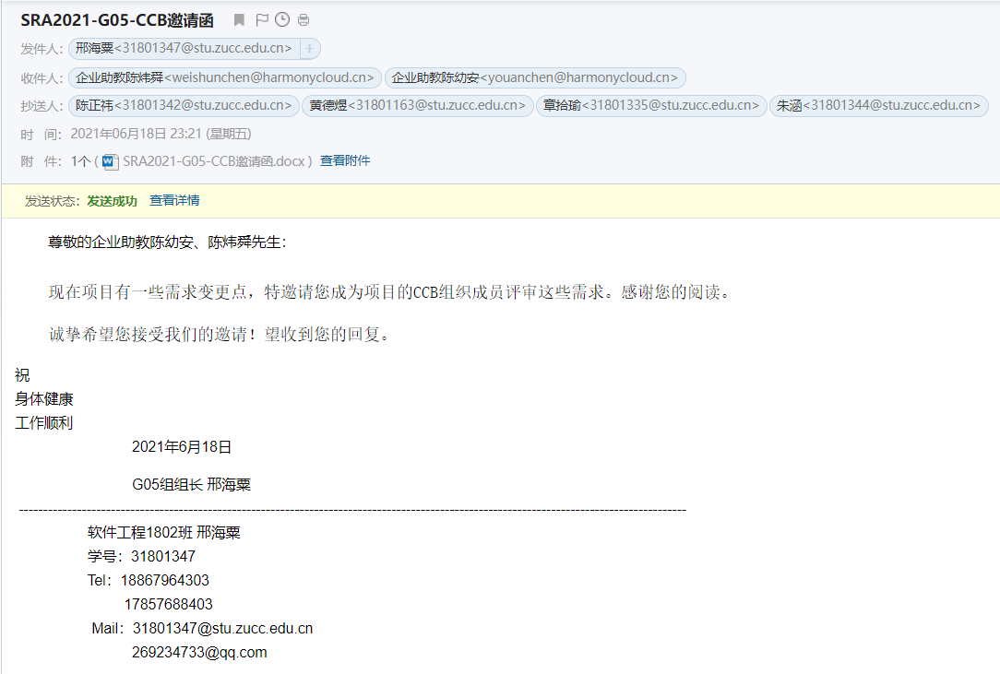 SRA2021-G05-CCB邀请函
发件人：邢海粟<31801347@stu.zucc.edu.cn> +
收件人：企业助教陈炜舜<weishunchen@harmonycloud.cn> 企业助教陈幼安<youanchen@harmonycloud.cn>
抄送人：陈正祎<31801342@stu.zucc.edu.cn> 黄德煜<31801163@stu.zucc.edu.cn> 章拾瑜<31801335@stu.zucc.edu.cn> 朱涵<31801344@stu.zucc.edu.cn>
时 间：2021年06月18日 23:21 (星期五)
附 件：1个 ( SRA2021-G05-CCB邀请函.docx ) 查看附件
发送状态：发送成功 查看详情
尊敬的企业助教陈幼安、陈炜舜先生：
现在项目有一些需求变更点，特邀请您成为项目的CCB组织成员评审这些需求。感谢您的阅读。
诚挚希望您接受我们的邀请！望收到您的回复。
祝
身体健康
工作顺利
2021年6月18日
G05组组长 邢海粟
软件工程1802班 邢海粟
学号：31801347
Tel：18867964303
17857688403
Mail：31801347@stu.zucc.edu.cn
269234733@qq.com